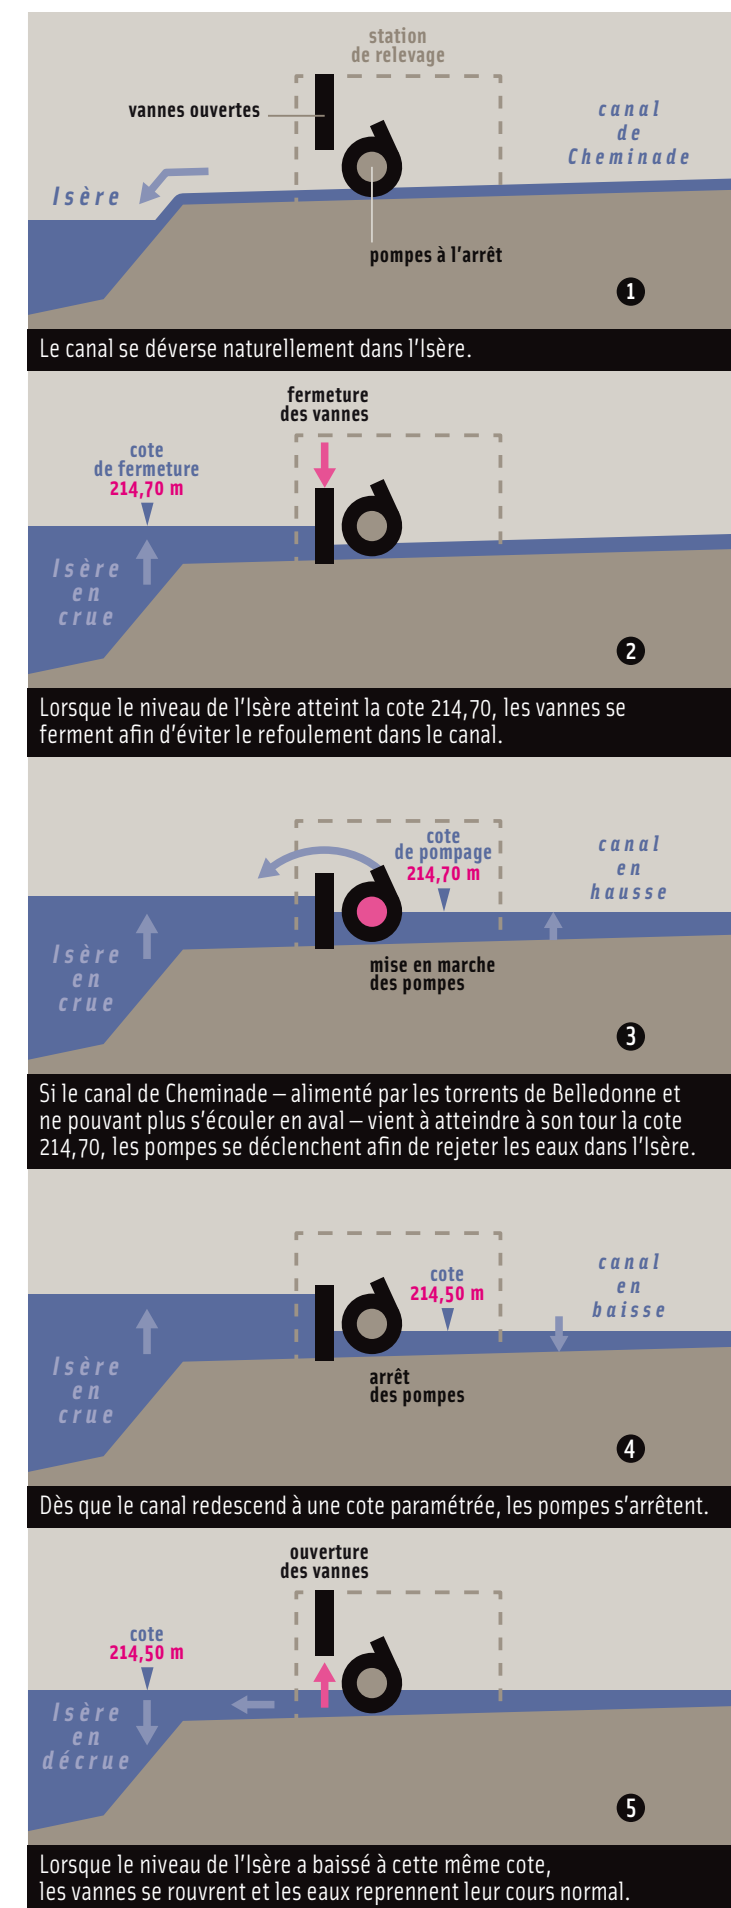 station
de relevage
vannes ouvertes
canal
de
Cheminade
Isère
pompes à l’arrêt
1
Le canal se déverse naturellement dans l’Isère.
fermeture
des vannes
cote
de fermeture
214,70 m
Isère
en
crue
2
Lorsque le niveau de l’Isère atteint la cote 214,70, les vannes se
ferment afin d’éviter le refoulement dans le canal.
cote
de pompage
214,70 m
canal
en
hausse
Isère
en
crue
mise en marche
des pompes
3
Si le canal de Cheminade – alimenté par les torrents de Belledonne et
ne pouvant plus s’écouler en aval – vient à atteindre à son tour la cote
214,70, les pompes se déclenchent afin de rejeter les eaux dans l’Isère.
cote
214,50 m
canal
en
baisse
Isère
en
crue
arrêt
des pompes
4
Dès que le canal redescend à une cote paramétrée, les pompes s’arrêtent.
ouverture
des vannes
cote
214,50 m
Isère
en
décrue
5
Lorsque le niveau de l’Isère a baissé à cette même cote,
les vannes se rouvrent et les eaux reprennent leur cours normal.